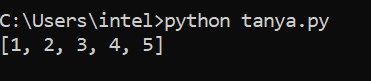 C:\Users\intel>python tanya.py
[1, 2, 3, 4, 5]